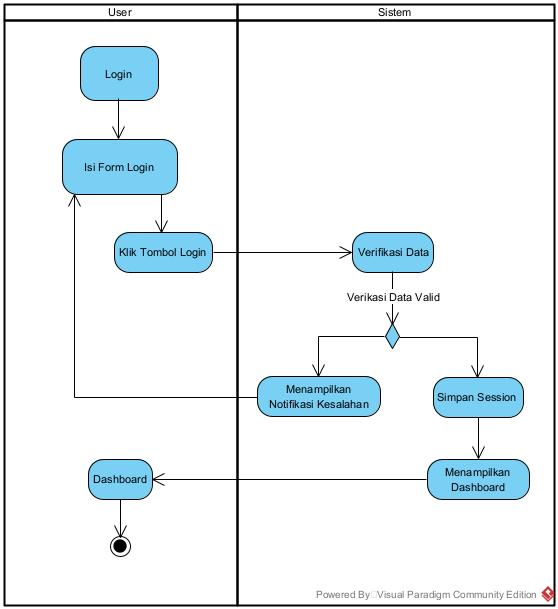 User
Sistem
Login
Isi Form Login
Klik Tombol Login
Verifikasi Data
Verikasi Data Valid
Menampilkan
Notifikasi Kesalahan
Simpan Session
Dashboard
Menampilkan
Dashboard
Powered By Visual Paradigm Community Edition